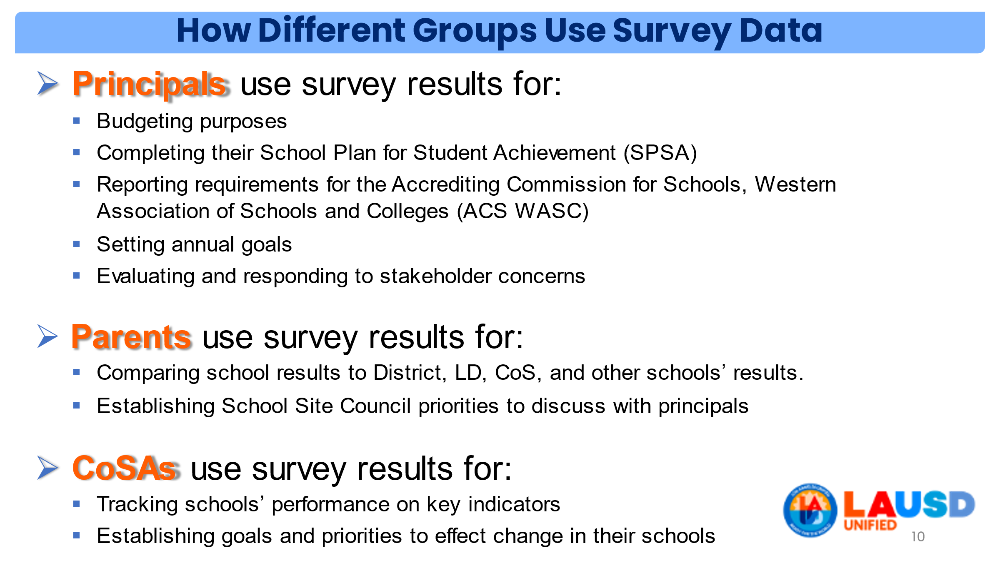 How Different Groups Use Survey Data
Principals use survey results for:
Budgeting purposes
Completing their School Plan for Student Achievement (SPSA)
Reporting requirements for the Accrediting Commission for Schools, Western
Association of Schools and Colleges (ACS WASC)
Setting annual goals
Evaluating and responding to stakeholder concerns
Parents use survey results for:
Comparing school results to District, LD, CoS, and other schools’ results.
Establishing School Site Council priorities to discuss with principals
CoSAs use survey results for:
Tracking schools’ performance on key indicators
Establishing goals and priorities to effect change in their schools
LAUSD
UNIFIED
10